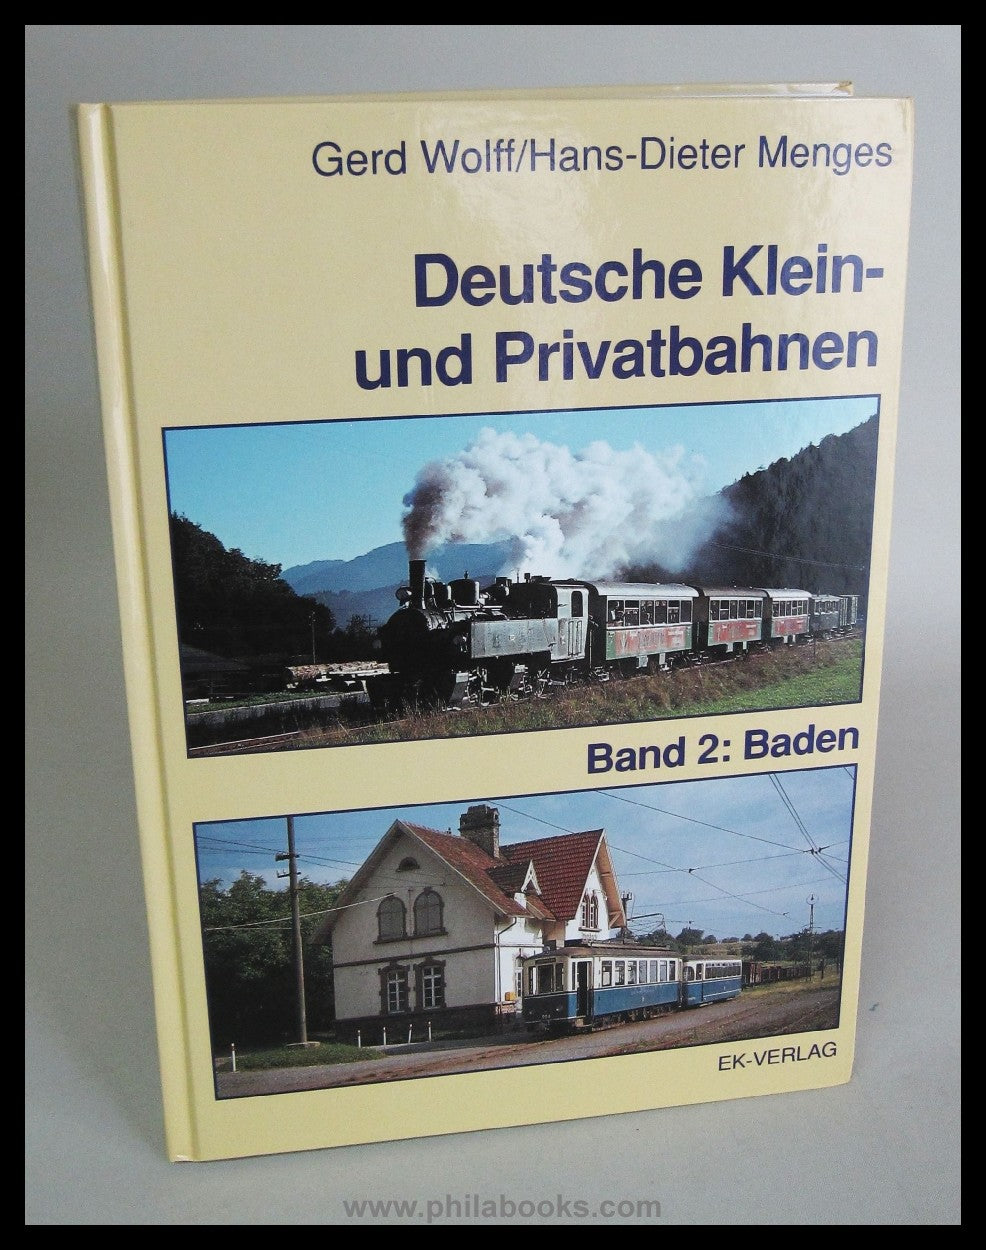 Gerd Wolff/Hans-Dieter Menges
Deutsche Klein-
und Privatbahnen
Band 2: Baden
EK-VERLAG
www.philabooks.com